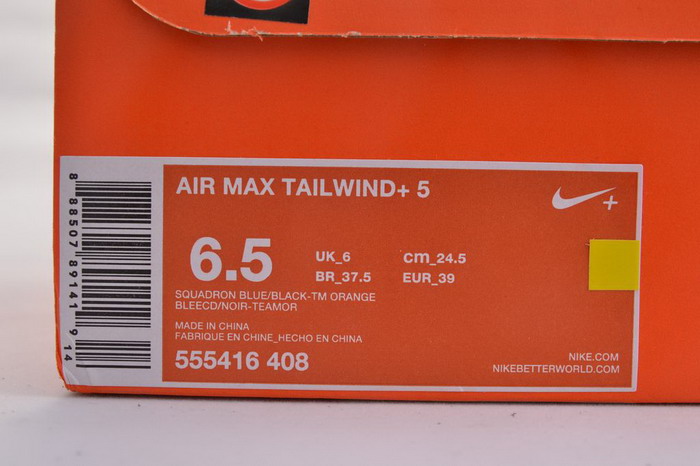 AIR MAX TAILWIND+ 5
6.5
UK_6 cm_24.5
BR_37.5 EUR_39
SQUADRON BLUE/BLACK-TM ORANGE
BLEECD/NOIR-TEAMOR
MADE IN CHINA
FABRIQUE EN CHINE_HECHO EN CHINA
555416 408
NIKE.COM
NIKEBETTERWORLD.COM
8 88507 89141 9 14